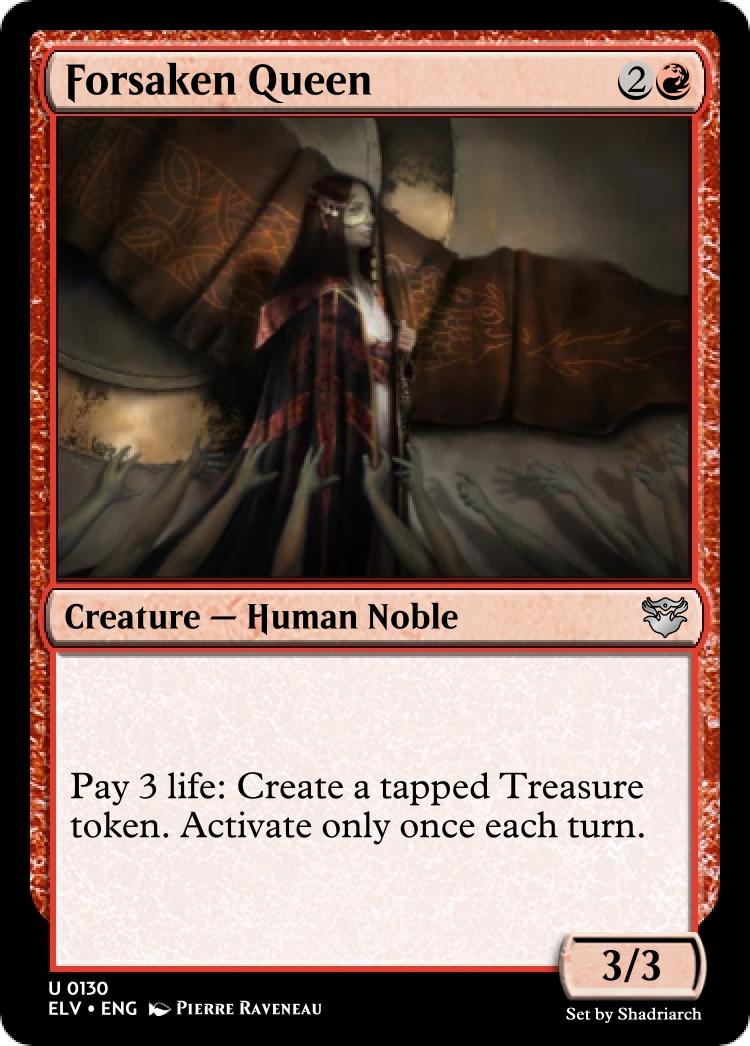 Forsaken Queen 2
Creature — Human Noble
Pay 3 life: Create a tapped Treasure
token. Activate only once each turn.
3/3
U 0130
ELV • ENG PIERRE RAVENEAU
Set by Shadriarch